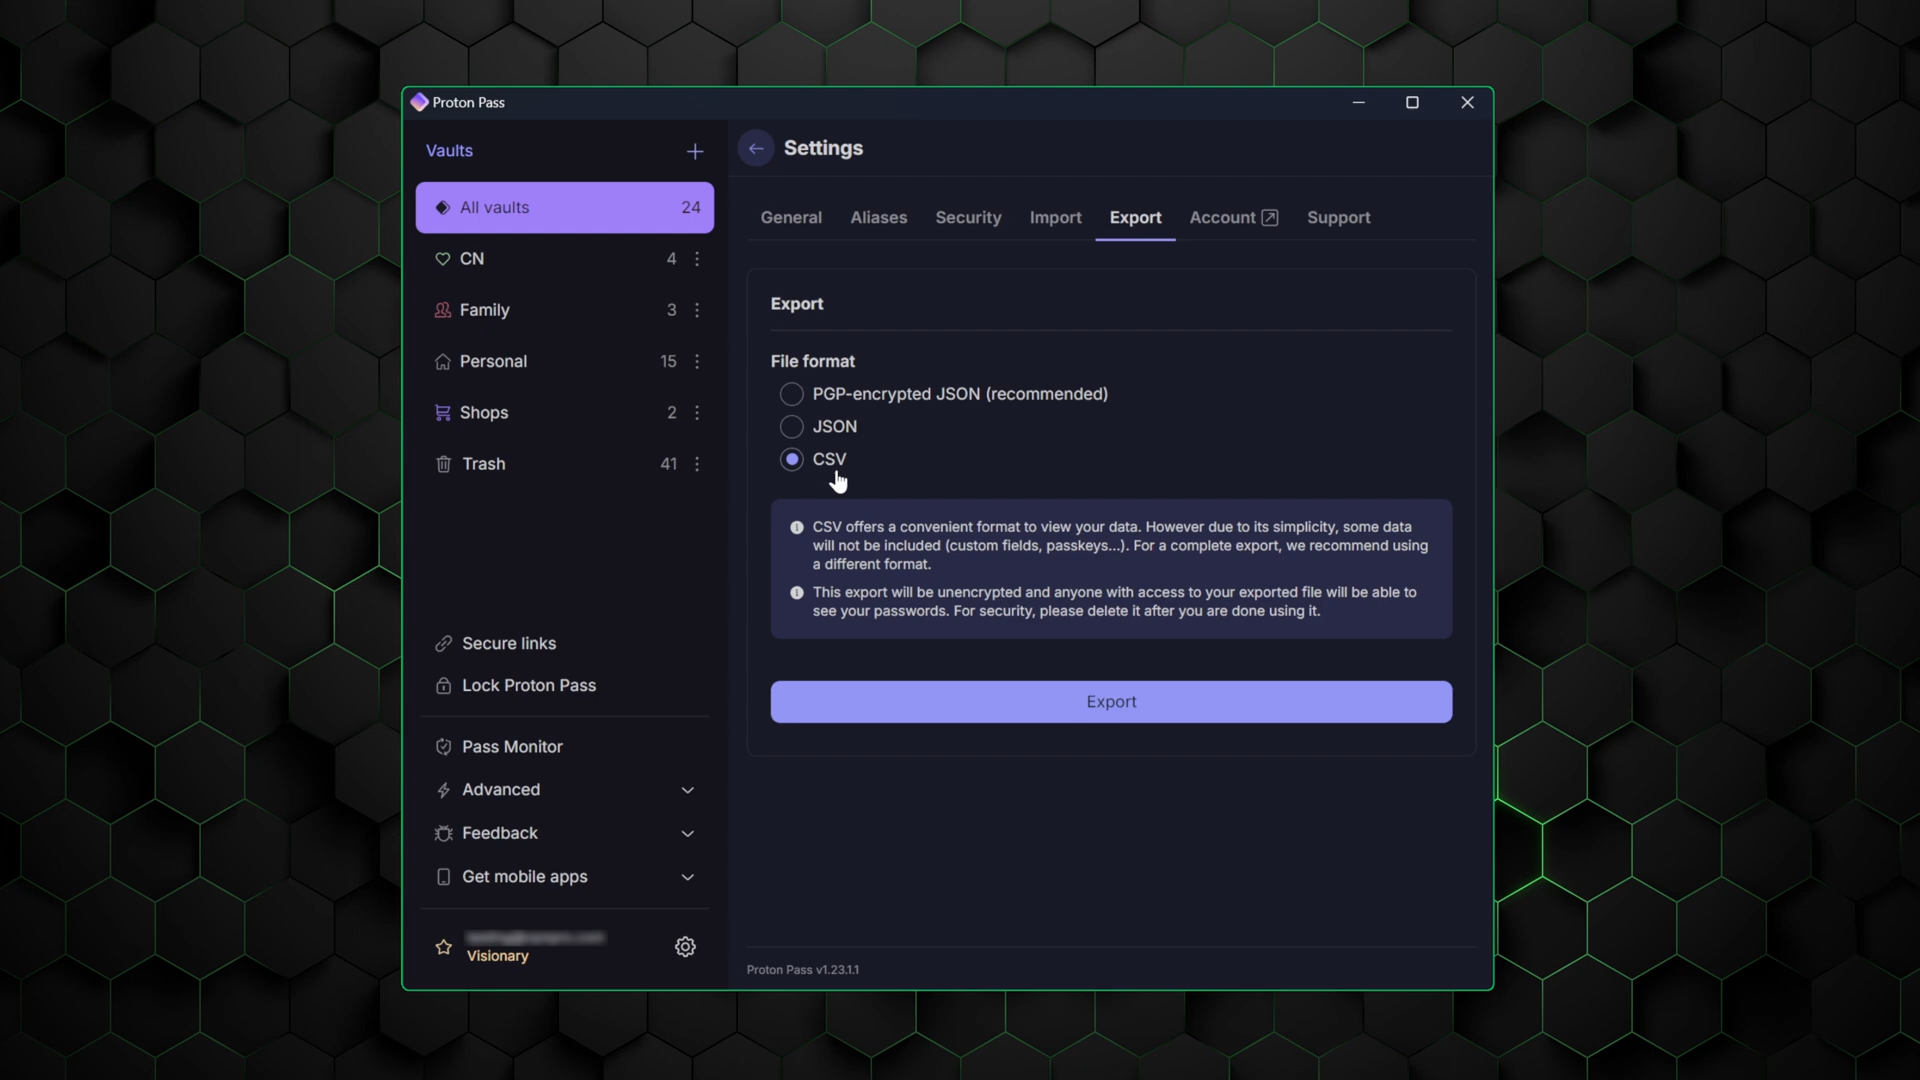 Proton Pass
Vaults
All vaults 24
CN 4
Family 3
Personal 15
Shops 2
Trash 41
Secure links
Lock Proton Pass
Pass Monitor
Advanced
Feedback
Get mobile apps
Visionary
Settings
General Aliases Security Import Export Account Support
Export
File format
PGP-encrypted JSON (recommended)
JSON
CSV
CSV offers a convenient format to view your data. However due to its simplicity, some data
will not be included (custom fields, passkeys...). For a complete export, we recommend using
a different format.
This export will be unencrypted and anyone with access to your exported file will be able to
see your passwords. For security, please delete it after you are done using it.
Export
Proton Pass v1.23.1.1